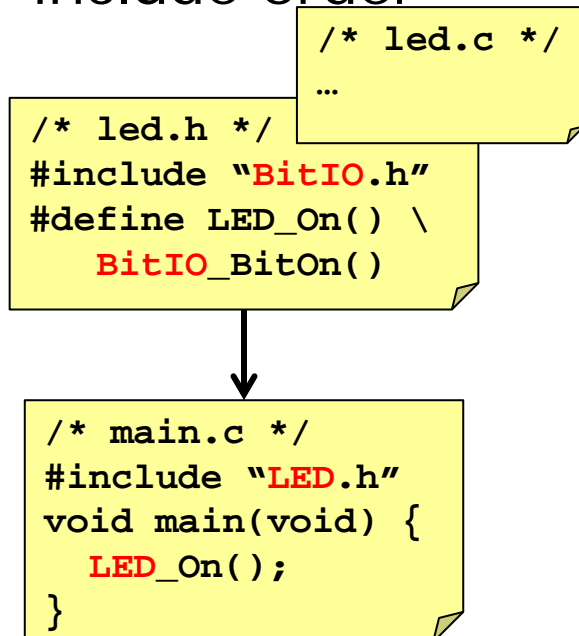 include order
/* led.c */
…
/* led.h */
#include “BitIO.h”
#define LED_On() \
BitIO_BitOn()
/* main.c */
#include “LED.h”
void main(void) {
LED_On();
}